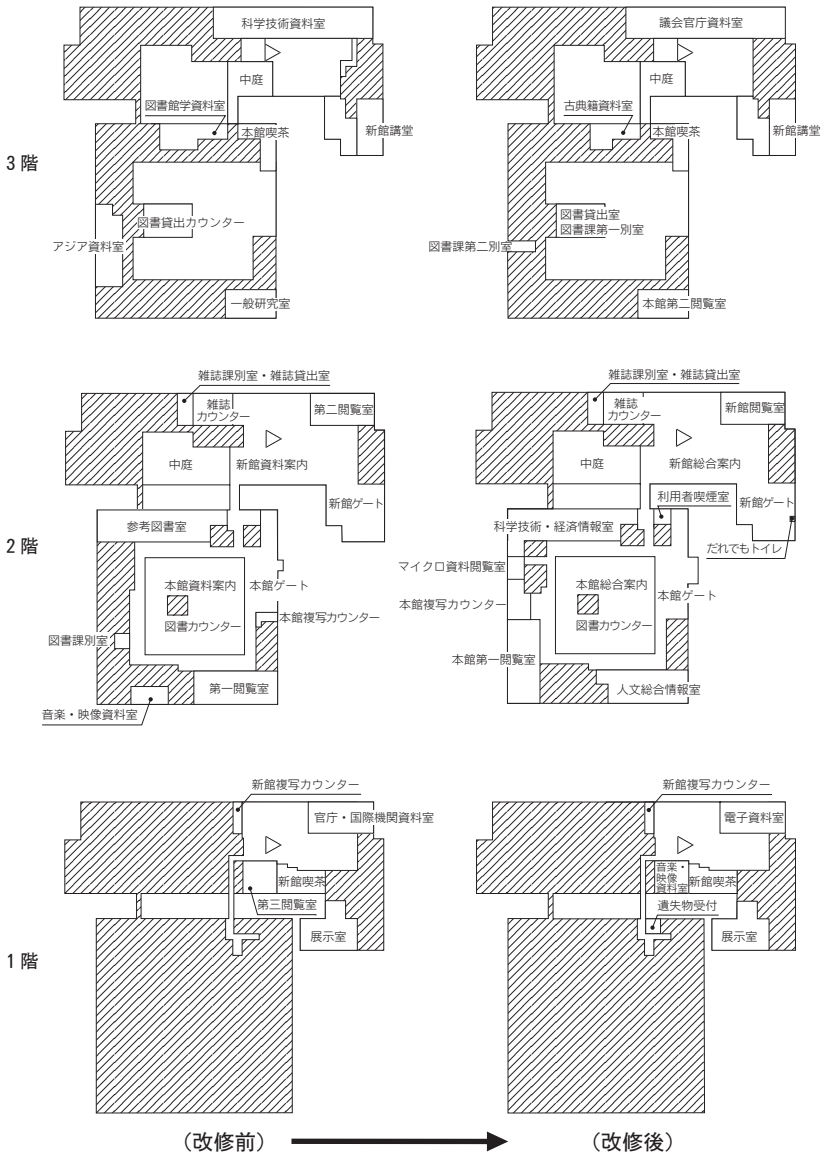 科学技術資料室
中庭
図書館学資料室
本館喫茶
新館講堂
3階
図書貸出カウンター
アジア資料室
一般研究室
議会官庁資料室
中庭
古典籍資料室
本館喫茶
新館講堂
図書貸出室
図書課第一別室
図書課第二別室
本館第二閲覧室
雑誌課別室・雑誌貸出室
雑誌
カウンター
第二閲覧室
中庭
新館資料案内
新館ゲート
2階
参考図書室
本館資料案内
本館ゲート
図書カウンター
本館複写カウンター
図書課別室
第一閲覧室
音楽・映像資料室
雑誌課別室・雑誌貸出室
雑誌
カウンター
新館閲覧室
中庭
新館総合案内
利用者喫煙室
新館ゲート
科学技術・経済情報室
だれでもトイレ
マイクロ資料閲覧室
本館総合案内
本館ゲート
本館複写カウンター
図書カウンター
本館第一閲覧室
人文総合情報室
新館複写カウンター
官庁・国際機関資料室
新館喫茶
第三閲覧室
展示室
1階
新館複写カウンター
電子資料室
音楽・
映像
資料室
新館喫茶
遺失物受付
展示室
（改修前）
（改修後）